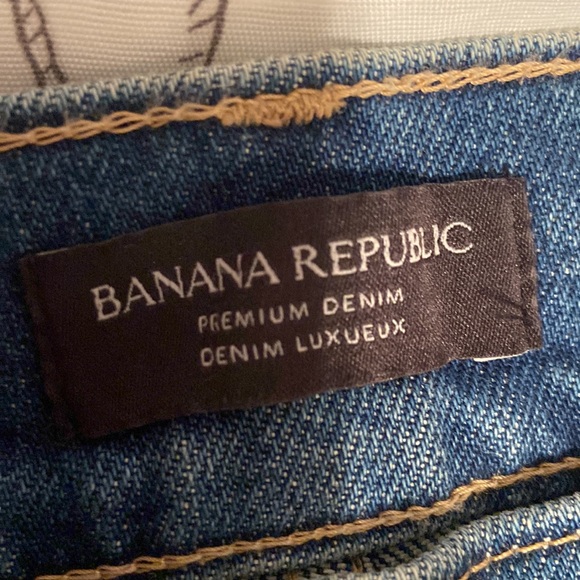 BANANA REPUBLIC
PREMIUM DENIM
DENIM LUXUEUX